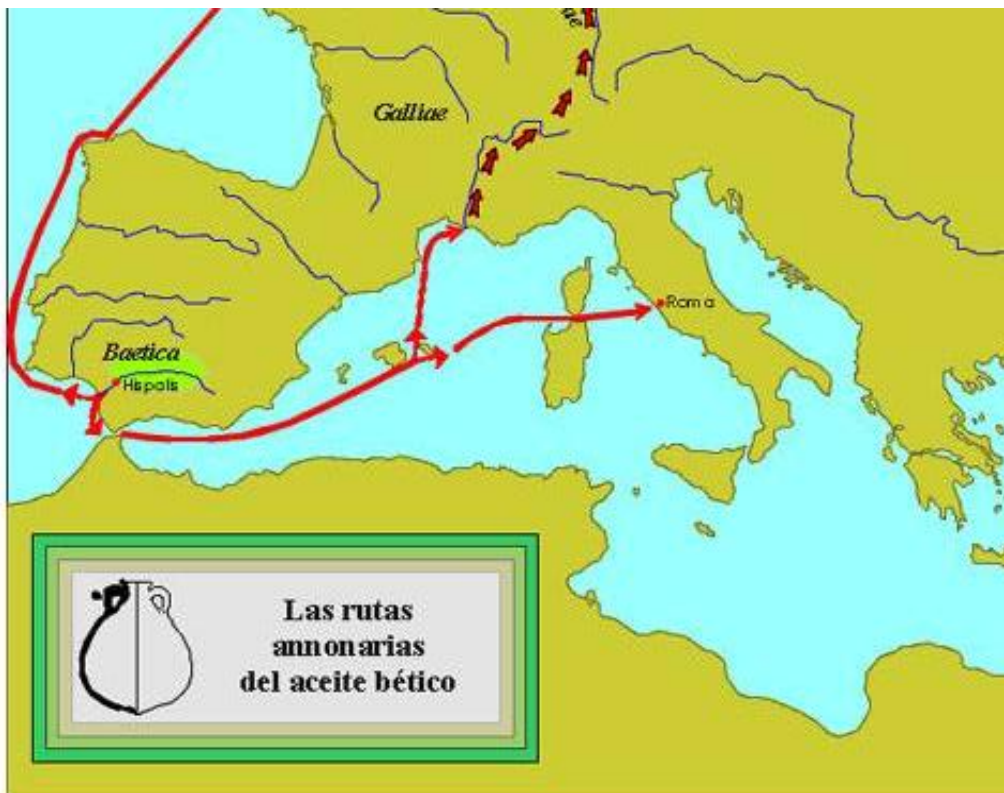 Galliae
Roma
Baetica
Hispalis
Las rutas
annonarias
del aceite bético